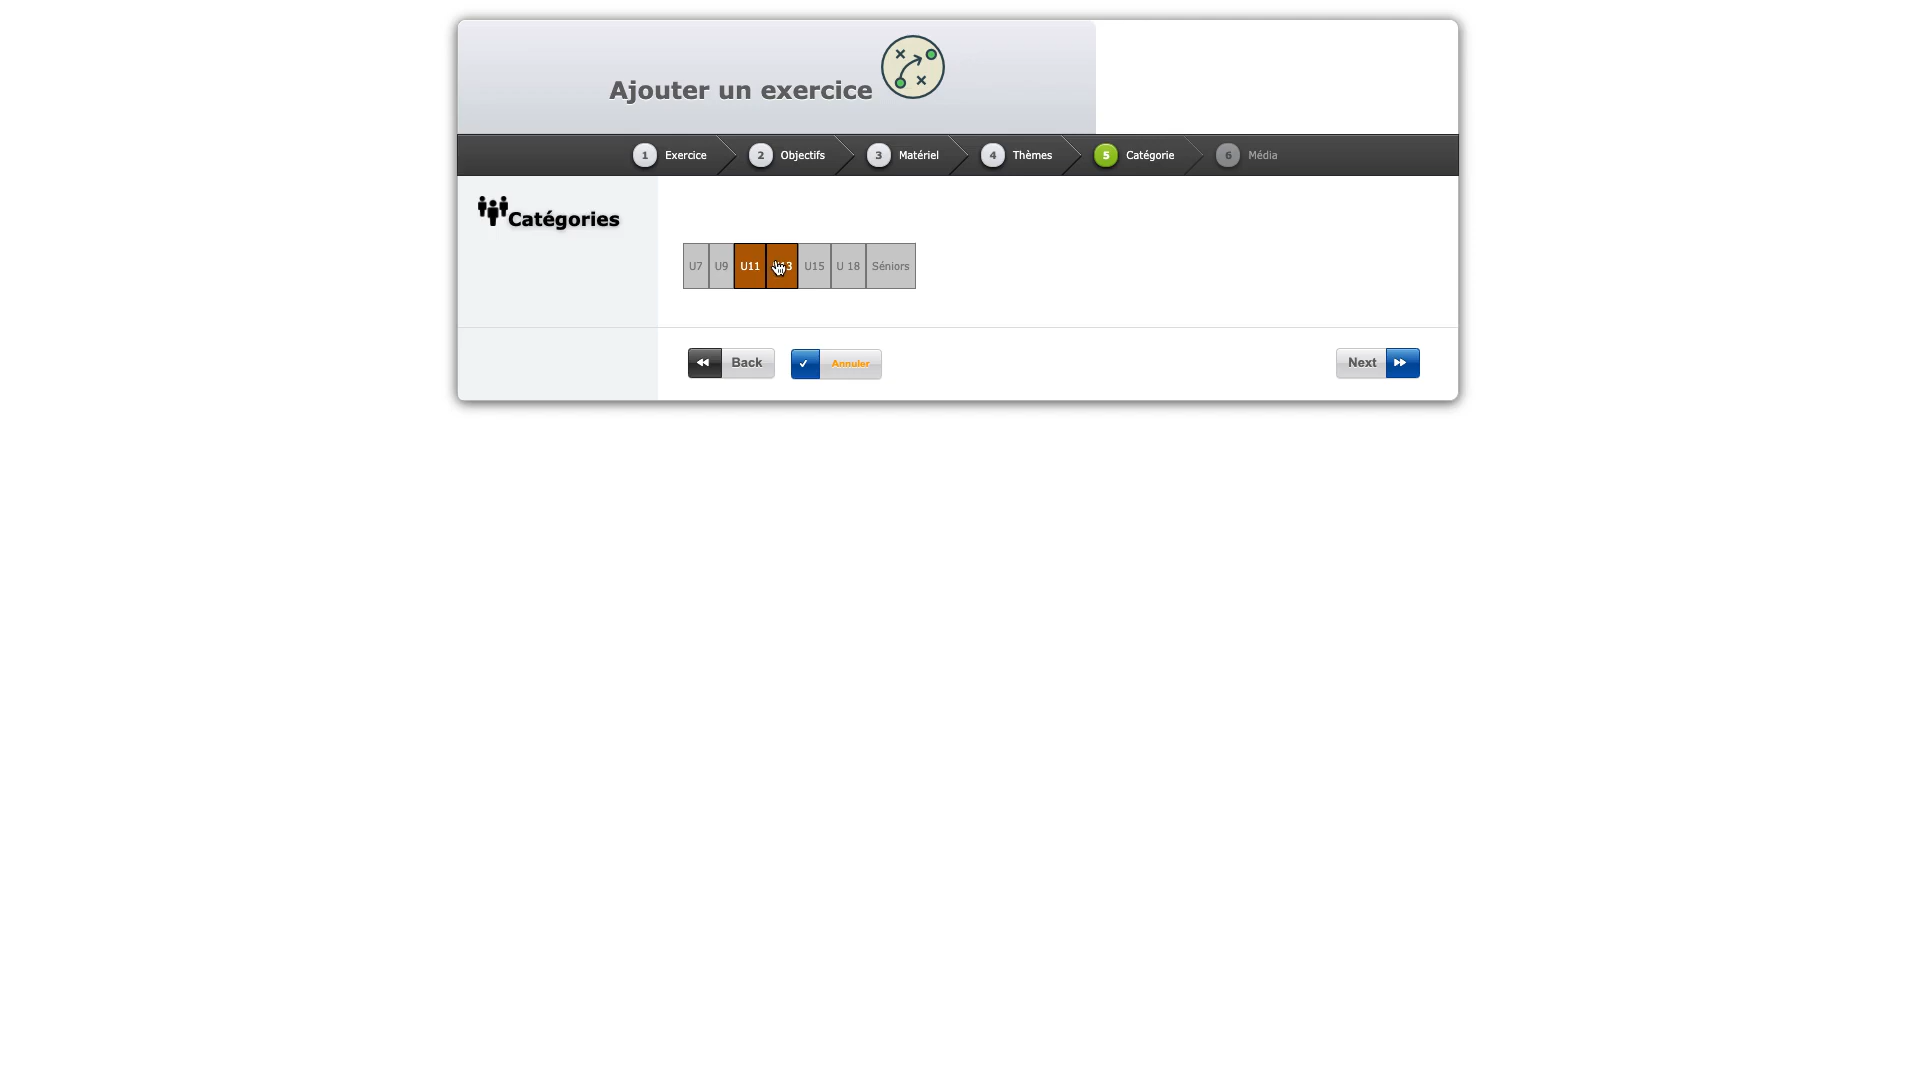 Ajouter un exercice
1 Exercice 2 Objectifs 3 Matériel 4 Thèmes 5 Catégorie 6 Média
Catégories
U7 U9 U11 U15 U 18 Séniors
Back Annuler Next